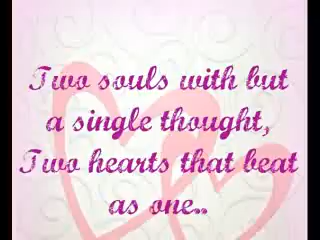 Two souls with but
a single thought,
Two hearts that beat
as one..